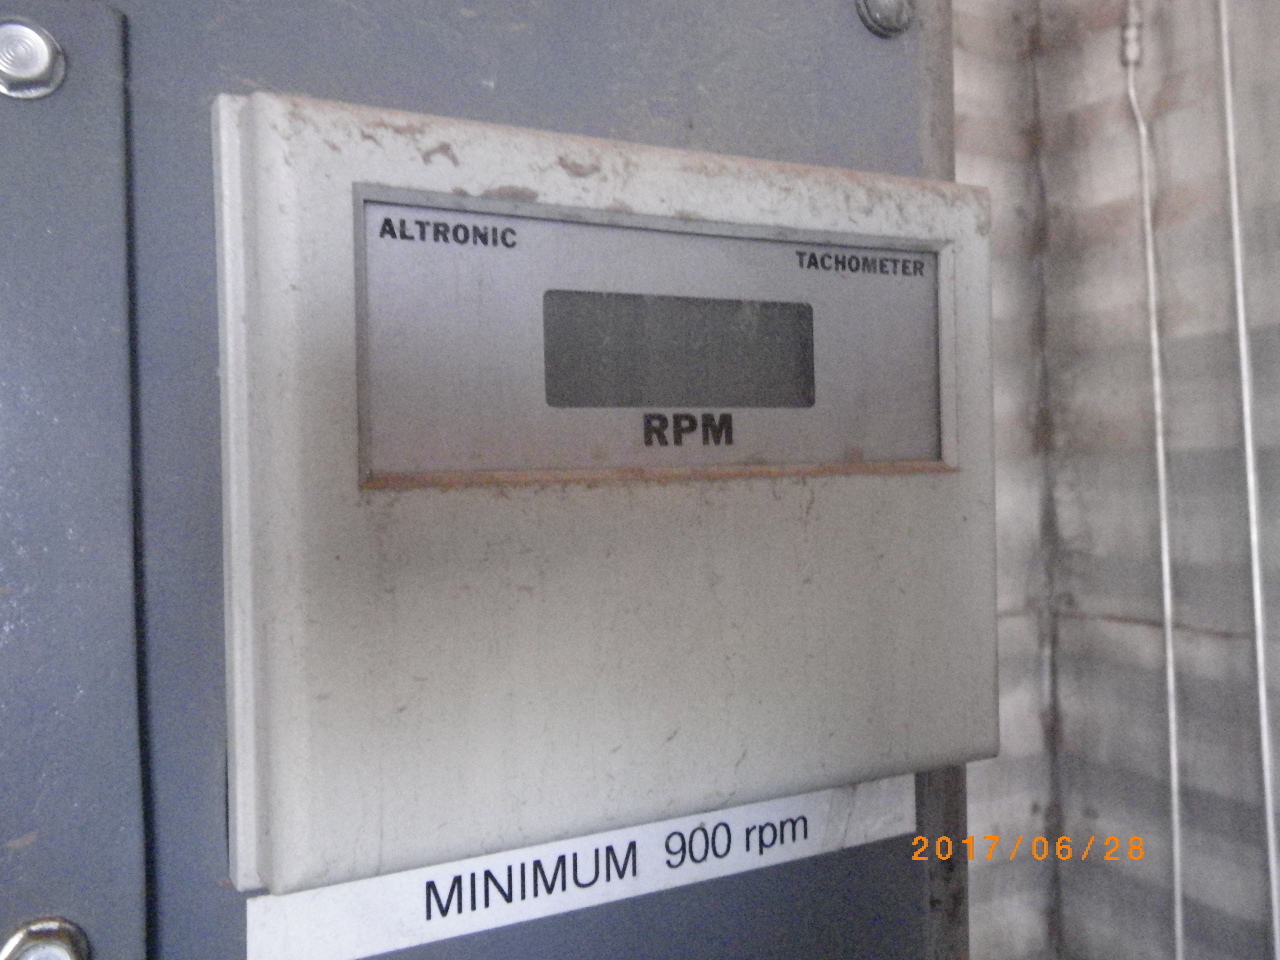 ALTRONIC
TACHOMETER
RPM
MINIMUM 900 rpm
2017/06/28